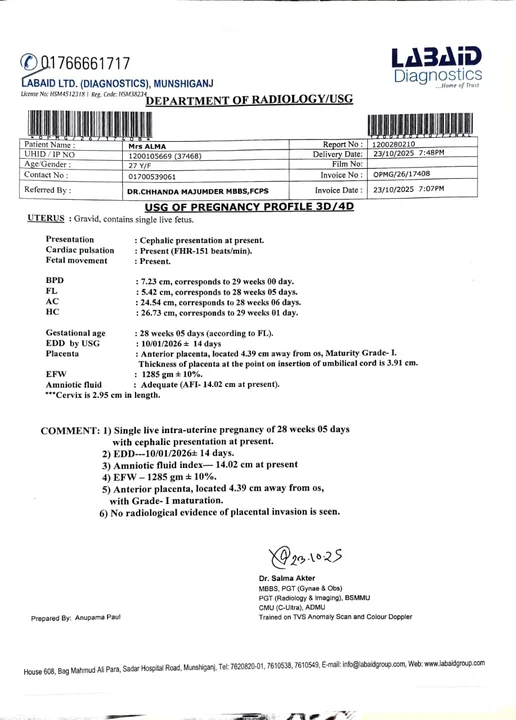 01766661717
LABAID
Diagnostics
...Home of Trust
LABAID LTD. (DIAGNOSTICS), MUNSHIGANJ
License No: HSM4512318 | Reg. Code: HSM38234
DEPARTMENT OF RADIOLOGY/USG
Patient Name : Mrs ALMA Report No : 1200280210
UHID / IP NO 1200105669 (37468) Delivery Date: 23/10/2025 7:48PM
Age/Gender : 27 Y/F Film No:
Contact No : 01700539061 Invoice No : OPMG/26/17408
Referred By : DR.CHHANDA MAJUMDER MBBS,FCPS Invoice Date : 23/10/2025 7:07PM
USG OF PREGNANCY PROFILE 3D/4D
UTERUS : Gravid, contains single live fetus.
Presentation : Cephalic presentation at present.
Cardiac pulsation : Present (FHR-151 beats/min).
Fetal movement : Present.
BPD : 7.23 cm, corresponds to 29 weeks 00 day.
FL : 5.42 cm, corresponds to 28 weeks 05 days.
AC : 24.54 cm, corresponds to 28 weeks 06 days.
HC : 26.73 cm, corresponds to 29 weeks 01 day.
Gestational age : 28 weeks 05 days (according to FL).
EDD by USG : 10/01/2026 ± 14 days
Placenta : Anterior placenta, located 4.39 cm away from os, Maturity Grade- I.
Thickness of placenta at the point on insertion of umbilical cord is 3.91 cm.
EFW : 1285 gm ± 10%.
Amniotic fluid : Adequate (AFI- 14.02 cm at present).
***Cervix is 2.95 cm in length.
COMMENT: 1) Single live intra-uterine pregnancy of 28 weeks 05 days
with cephalic presentation at present.
2) EDD---10/01/2026± 14 days.
3) Amniotic fluid index— 14.02 cm at present
4) EFW – 1285 gm ± 10%.
5) Anterior placenta, located 4.39 cm away from os,
with Grade- I maturation.
6) No radiological evidence of placental invasion is seen.
23.10.25
Dr. Salma Akter
MBBS, PGT (Gynae & Obs)
PGT (Radiology & Imaging), BSMMU
CMU (C-Ultra), ADMU
Prepared By: Anupama Paul Trained on TVS Anomaly Scan and Colour Doppler
House 608, Bag Mahmud Ali Para, Sadar Hospital Road, Munshiganj, Tel: 7620820-01, 7610538, 7610549, E-mail: info@labaidgroup.com, Web: www.labaidgroup.com